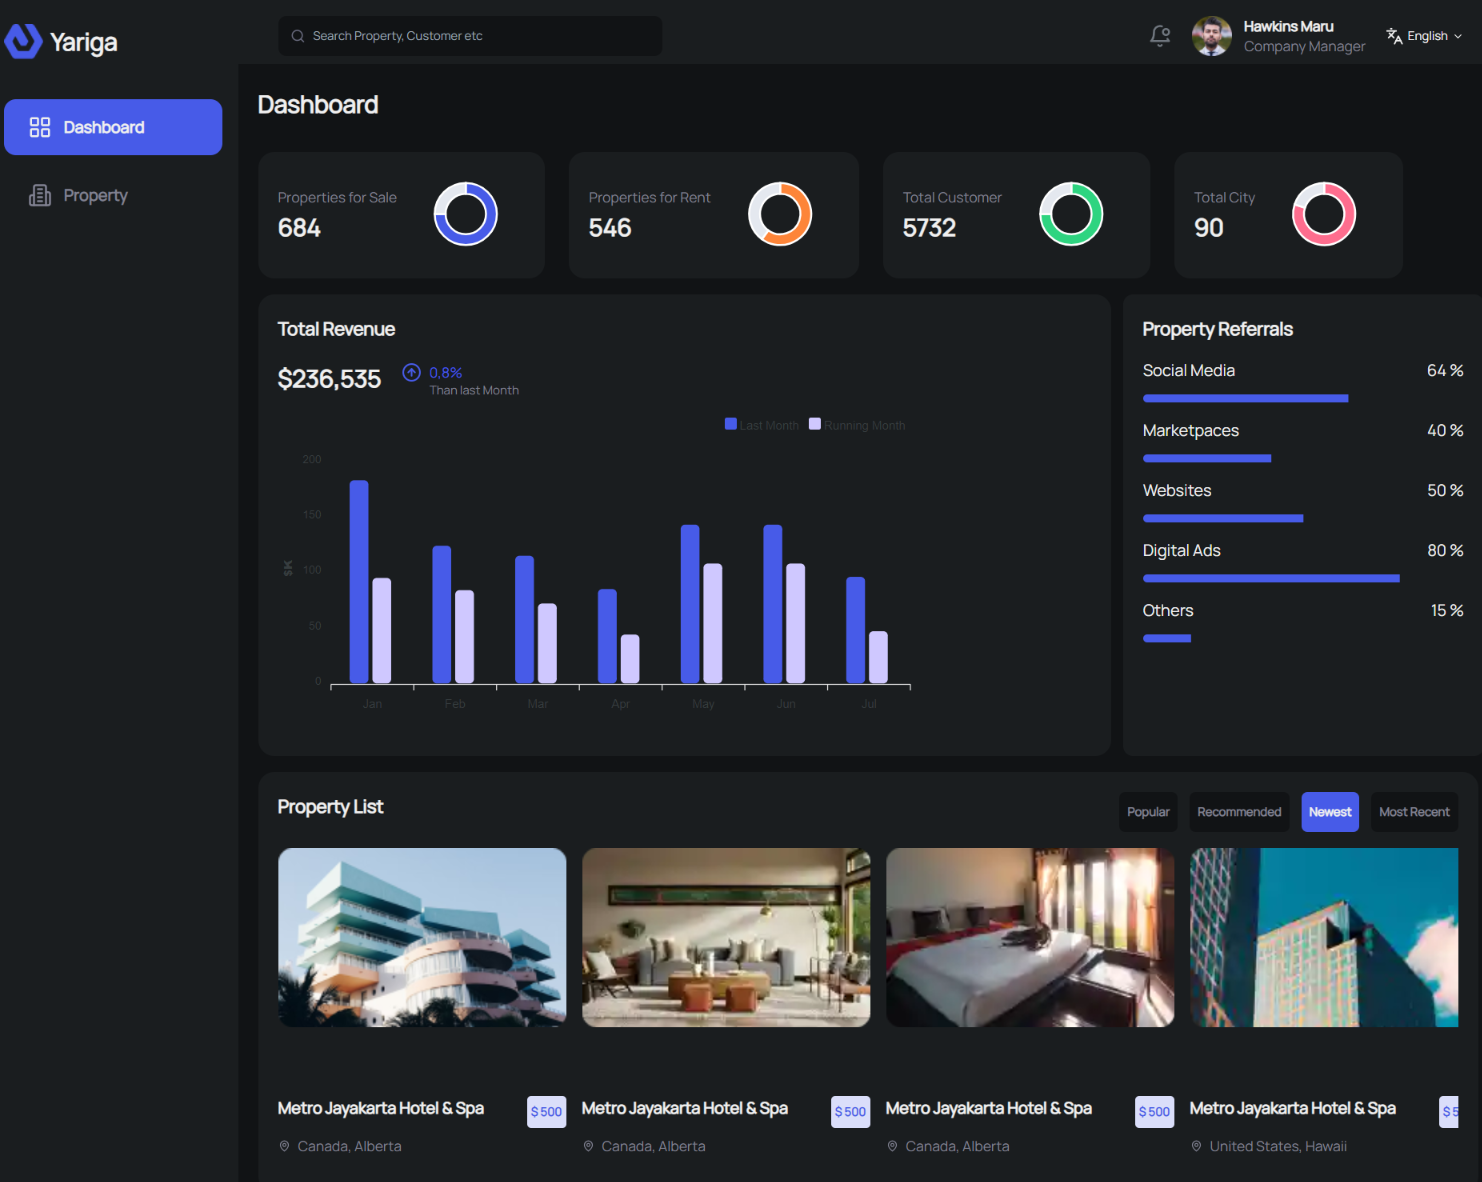 Yariga
Search Property, Customer etc
Hawkins Maru
Company Manager
English
Dashboard
Property
Dashboard
Properties for Sale
684
Properties for Rent
546
Total Customer
5732
Total City
90
Total Revenue
$236,535
0,8%
Than last Month
Last Month
Running Month
200
150
100
50
0
$K
Jan
Feb
Mar
Apr
May
Jun
Jul
Property Referrals
Social Media
64 %
Marketpaces
40 %
Websites
50 %
Digital Ads
80 %
Others
15 %
Property List
Popular
Recommended
Newest
Most Recent
Metro Jayakarta Hotel & Spa
$ 500
Canada, Alberta
Metro Jayakarta Hotel & Spa
$ 500
Canada, Alberta
Metro Jayakarta Hotel & Spa
$ 500
Canada, Alberta
Metro Jayakarta Hotel & Spa
$ 5
United States, Hawaii